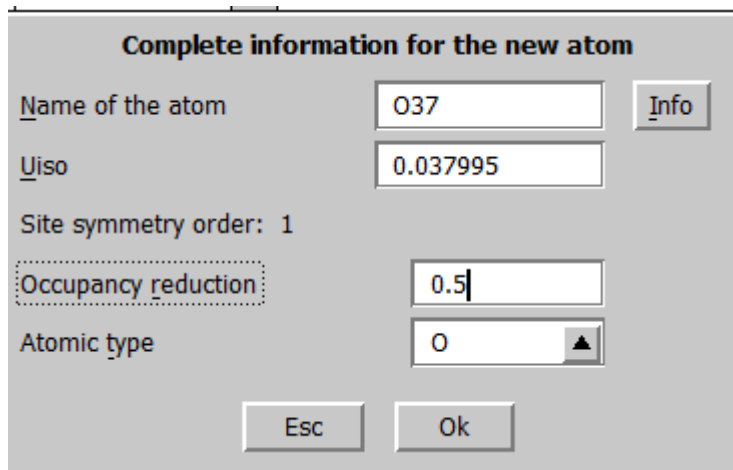 Complete information for the new atom
Name of the atom O37 Info
Uiso 0.037995
Site symmetry order: 1
Occupancy reduction 0.5
Atomic type O
Esc Ok